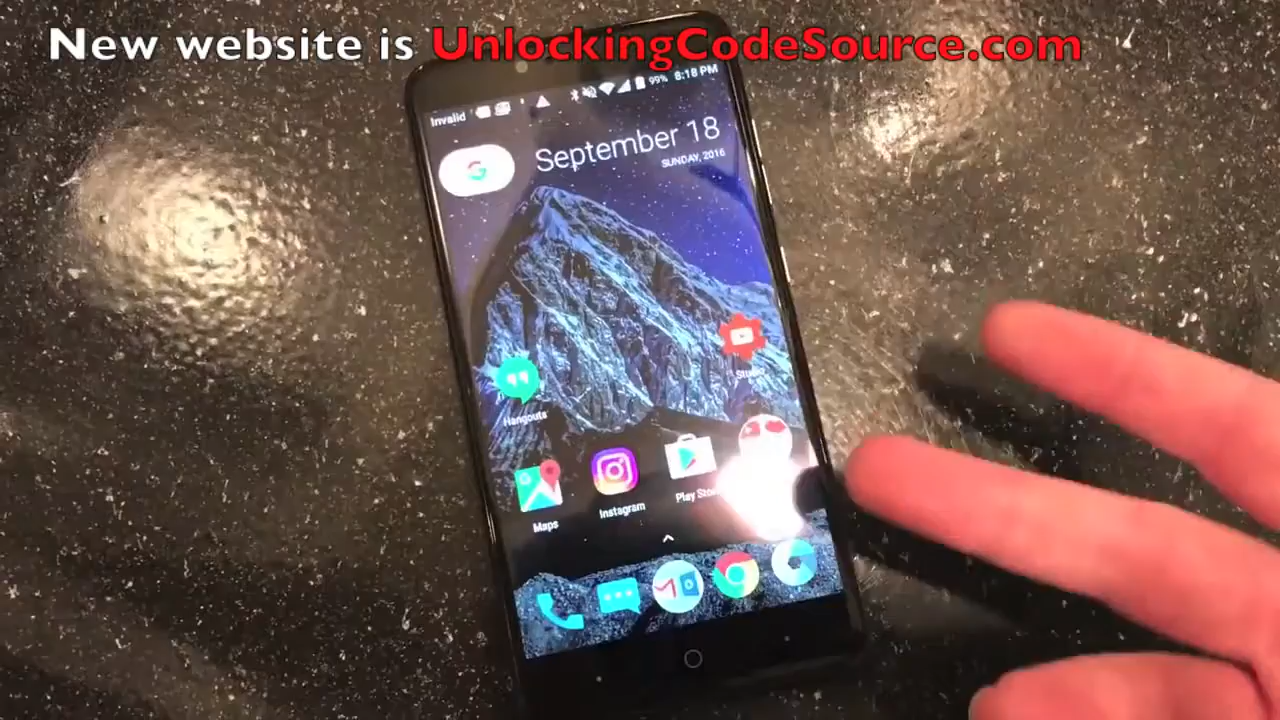 New website is UnlockingCodeSource.com
Invalid
99% 8:18 PM
September 18
SUNDAY, 2016
Hangouts
Studio
Maps
Instagram
Play Store